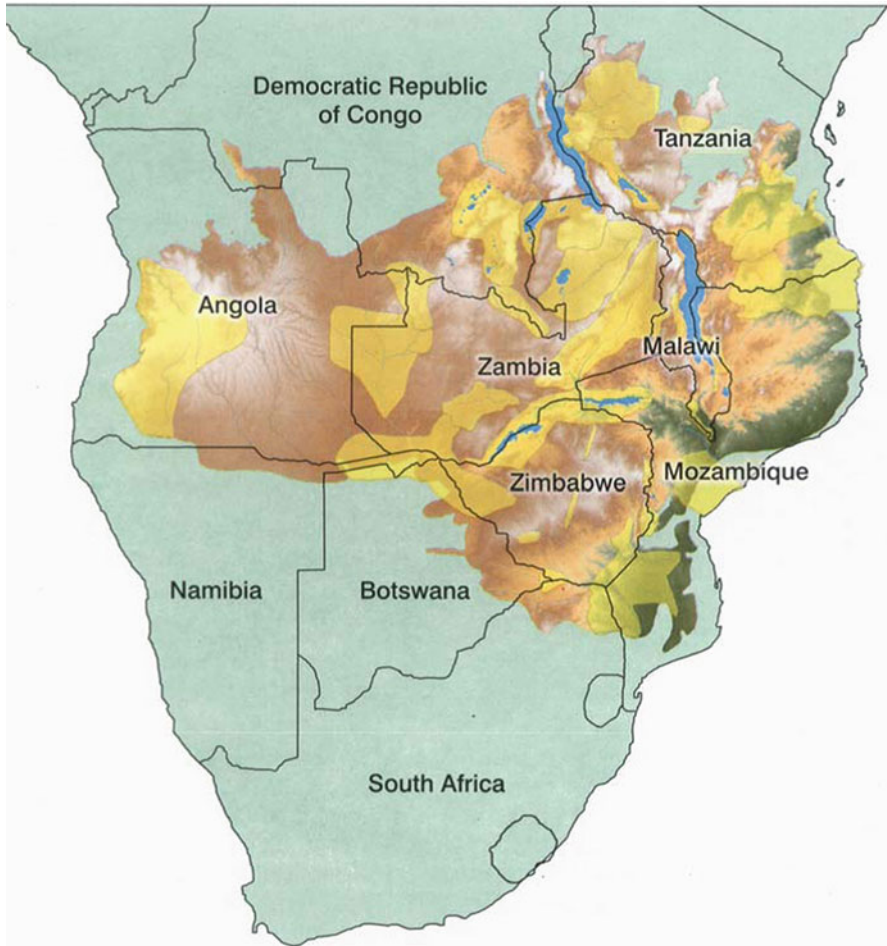 Democratic Republic
of Congo
Tanzania
Angola
Zambia
Malawi
Zimbabwe
Mozambique
Namibia
Botswana
South Africa